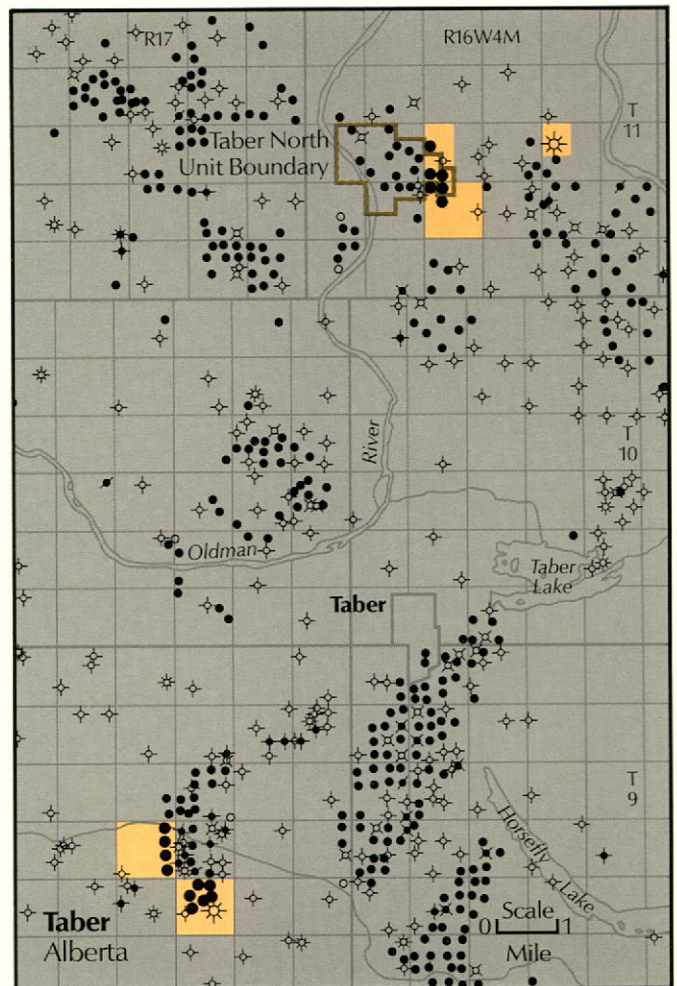 R17
R16W4M
T
11
Taber North
Unit Boundary
T
10
River
Oldman
Taber
Lake
Taber
T
9
Horsefly
Lake
Taber
Alberta
Scale
0 1
Mile